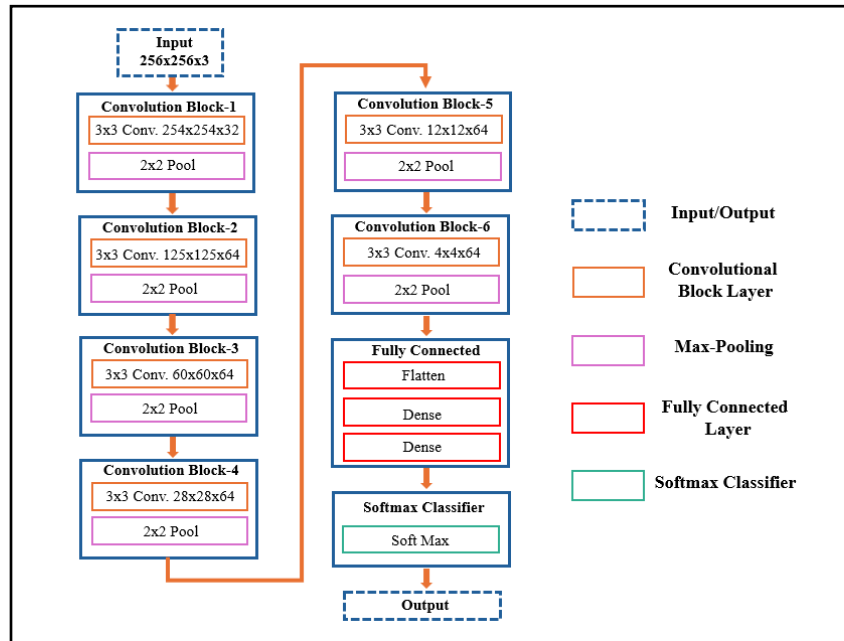 Input
256x256x3
Convolution Block-1
3x3 Conv. 254x254x32
2x2 Pool
Convolution Block-2
3x3 Conv. 125x125x64
2x2 Pool
Convolution Block-3
3x3 Conv. 60x60x64
2x2 Pool
Convolution Block-4
3x3 Conv. 28x28x64
2x2 Pool
Convolution Block-5
3x3 Conv. 12x12x64
2x2 Pool
Convolution Block-6
3x3 Conv. 4x4x64
2x2 Pool
Fully Connected
Flatten
Dense
Dense
Softmax Classifier
Soft Max
Output
Input/Output
Convolutional
Block Layer
Max-Pooling
Fully Connected
Layer
Softmax Classifier